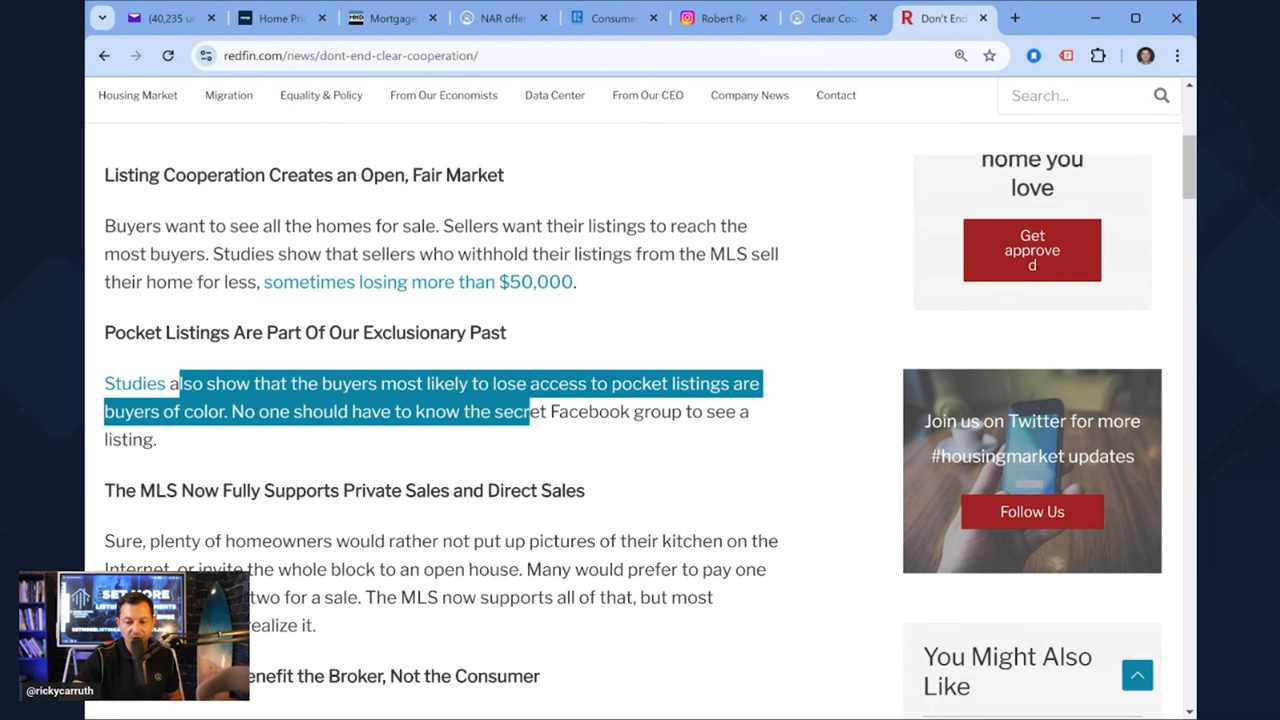 (40,235 u
Home Pric
Mortgage
NAR offer
Consume
Robert Re
Clear Coo
Don't End
redfin.com/news/dont-end-clear-cooperation/
Housing Market Migration Equality & Policy From Our Economists Data Center From Our CEO Company News Contact
Search...
Listing Cooperation Creates an Open, Fair Market
Buyers want to see all the homes for sale. Sellers want their listings to reach the
most buyers. Studies show that sellers who withhold their listings from the MLS sell
their home for less, sometimes losing more than $50,000.
Pocket Listings Are Part Of Our Exclusionary Past
Studies also show that the buyers most likely to lose access to pocket listings are
buyers of color. No one should have to know the secret Facebook group to see a
listing.
The MLS Now Fully Supports Private Sales and Direct Sales
Sure, plenty of homeowners would rather not put up pictures of their kitchen on the
Internet, or invite the whole block to an open house. Many would prefer to pay one
two for a sale. The MLS now supports all of that, but most
realize it.
enefit the Broker, Not the Consumer
home you
love
Get
approve
d
Join us on Twitter for more
#housingmarket updates
Follow Us
You Might Also
Like
@rickycarruth